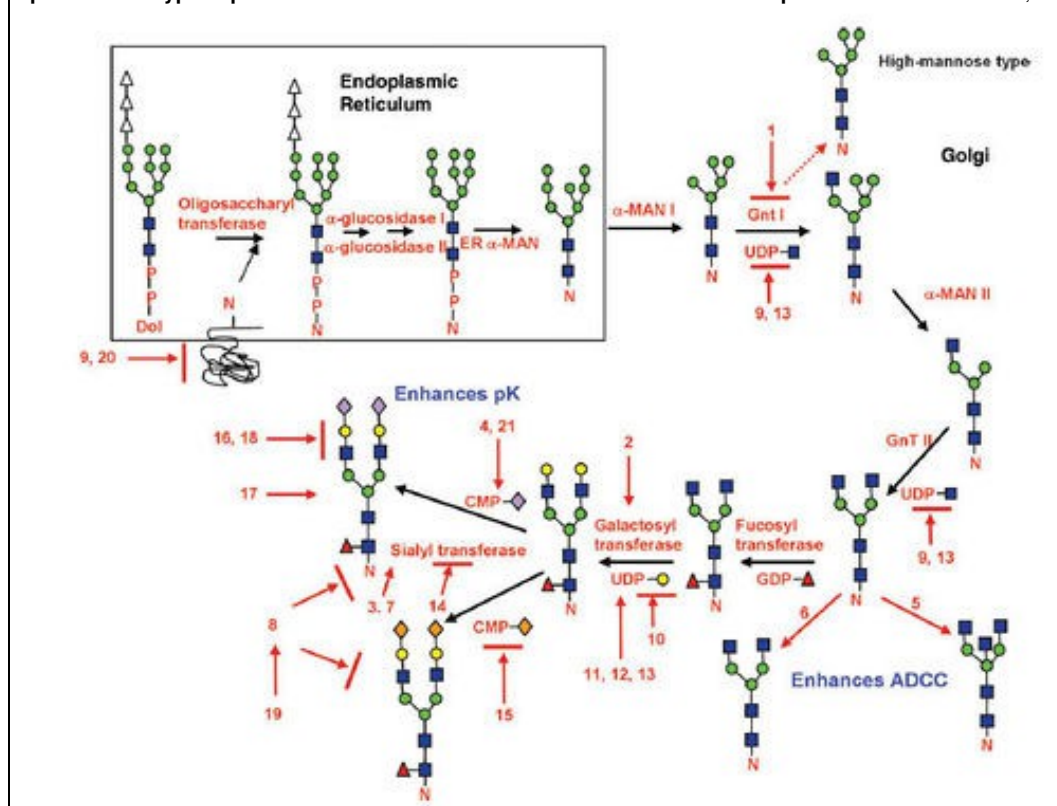 Endoplasmic
Reticulum
High-mannose type
Golgi
1
Oligosaccharyl
transferase
α-glucosidase I
α-glucosidase II
ER α-MAN
α-MAN I
Gnt I
UDP
N
N
N
N
N
N
N
P
P
Dol
P
P
N
P
P
N
9, 13
α-MAN II
9, 20
Enhances pK
16, 18
4, 21
2
GnT II
N
17
CMP
Galactosyl
transferase
Fucosyl
transferase
UDP
Sialyl transferase
UDP
GDP
9, 13
N
N
N
N
8
3, 7
14
10
6
5
CMP
11, 12, 13
Enhances ADCC
19
15
N
N
N